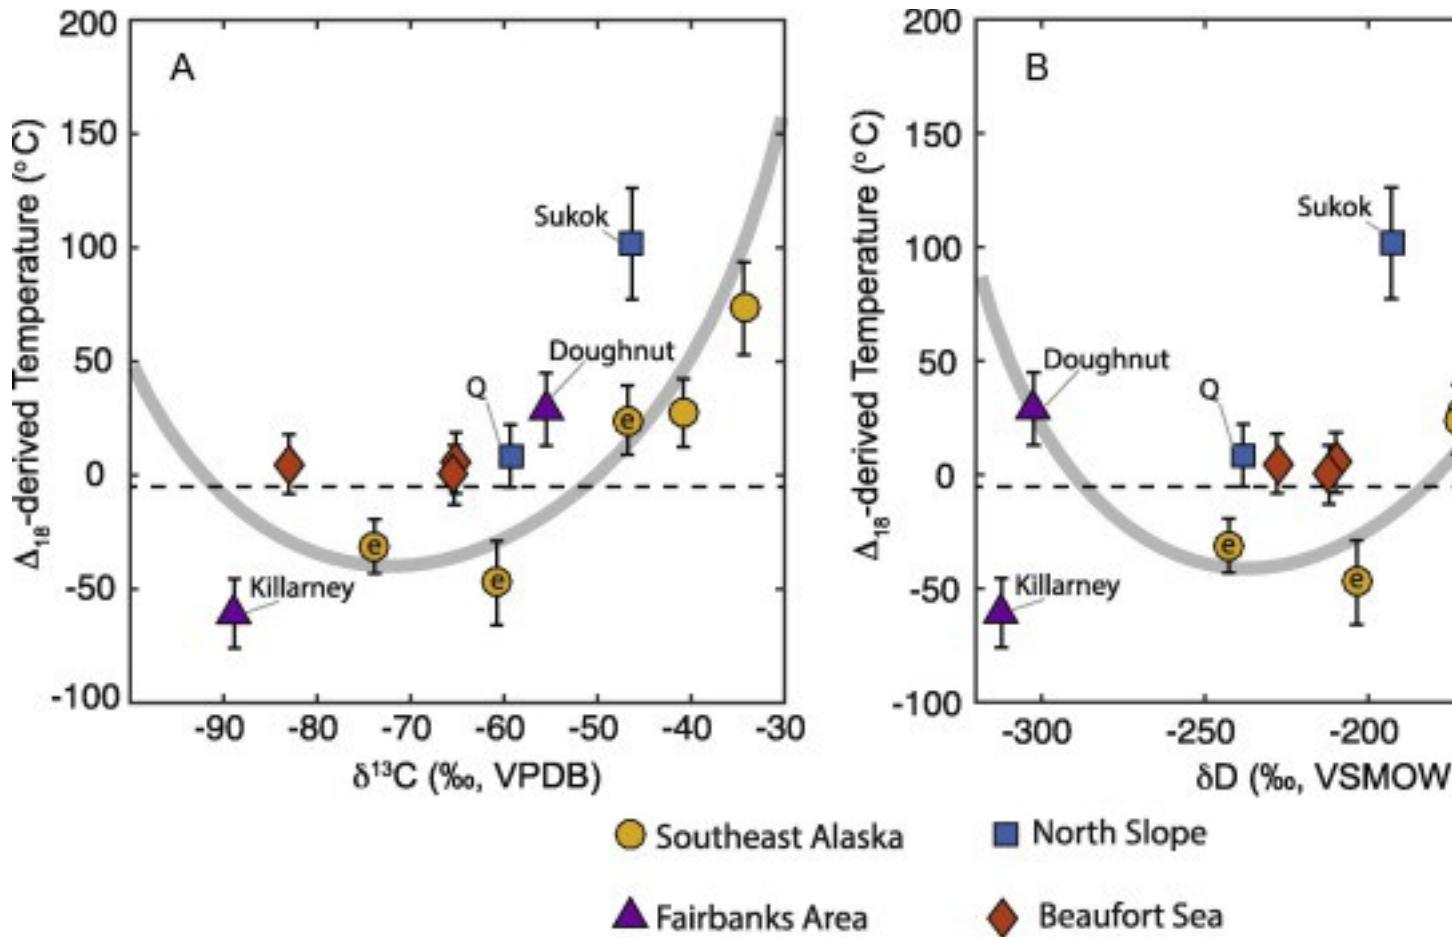 A
B
200
150
100
50
0
-50
-100
Δ18-derived Temperature (°C)
Sukok
Doughnut
Q
e
e
e
Killarney
-90
-80
-70
-60
-50
-40
-30
δ¹³C (‰, VPDB)
200
150
100
50
0
-50
-100
Δ18-derived Temperature (°C)
Sukok
Doughnut
Q
e
e
Killarney
-300
-250
-200
δD (‰, VSMOW
Southeast Alaska
North Slope
Fairbanks Area
Beaufort Sea